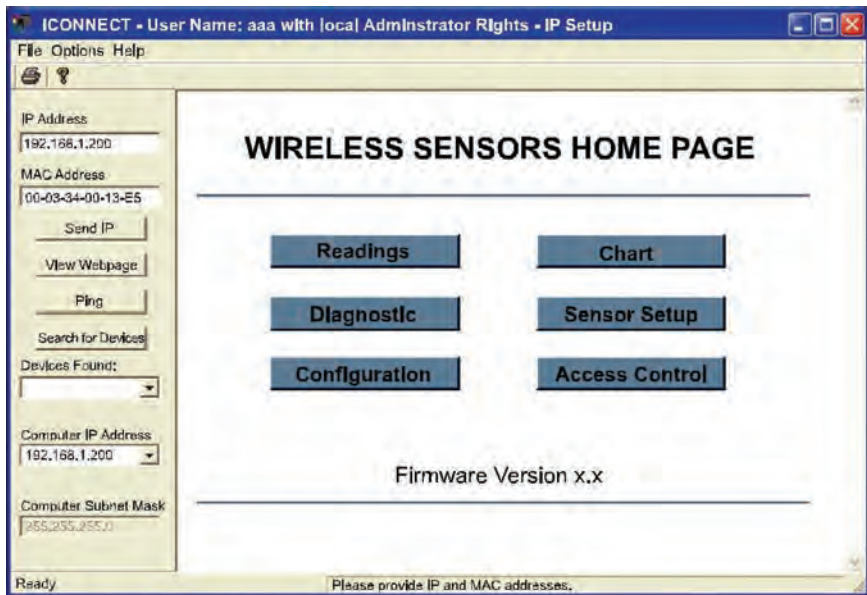 ICONNECT - User Name: aaa with local Adminstrator Rights - IP Setup
File Options Help
?
IP Address
192.168.1.200
MAC Address
00-03-34-00-13-E5
Send IP
View Webpage
Ping
Search for Devices
Devices Found:
Computer IP Address
192.168.1.200
Computer Subnet Mask
255.255.255.0
WIRELESS SENSORS HOME PAGE
Readings
Chart
Diagnostic
Sensor Setup
Configuration
Access Control
Firmware Version x.x
Ready
Please provide IP and MAC addresses.